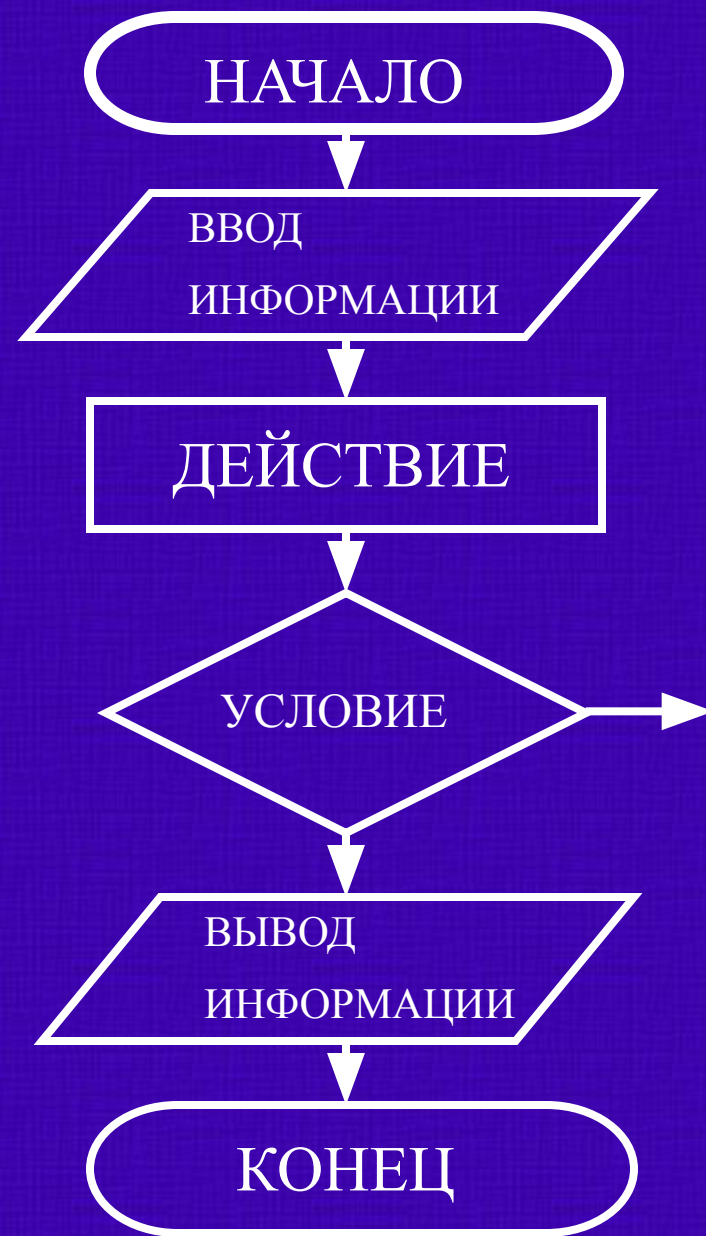 НАЧАЛО
ВВОД
ИНФОРМАЦИИ
ДЕЙСТВИЕ
УСЛОВИЕ
ВЫВОД
ИНФОРМАЦИИ
КОНЕЦ